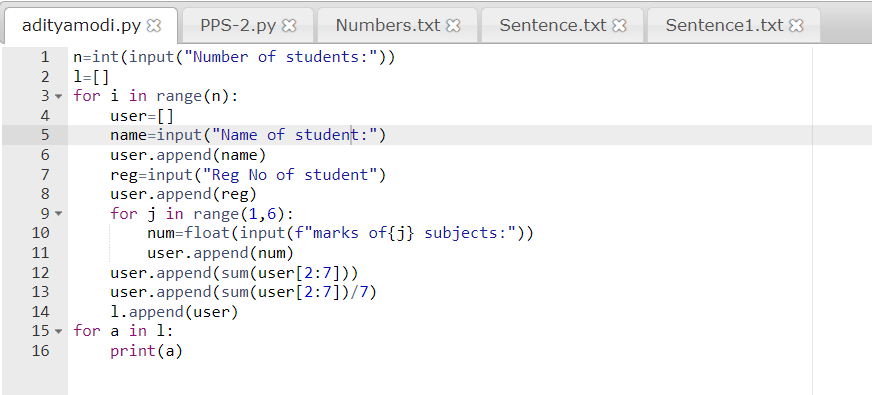 adityamodi.py PPS-2.py Numbers.txt Sentence.txt Sentence1.txt
1 n=int(input("Number of students:"))
2 l=[]
3 for i in range(n):
4     user=[]
5     name=input("Name of student:")
6     user.append(name)
7     reg=input("Reg No of student")
8     user.append(reg)
9     for j in range(1,6):
10         num=float(input(f"marks of{j} subjects:"))
11         user.append(num)
12     user.append(sum(user[2:7]))
13     user.append(sum(user[2:7])/7)
14     l.append(user)
15 for a in l:
16     print(a)